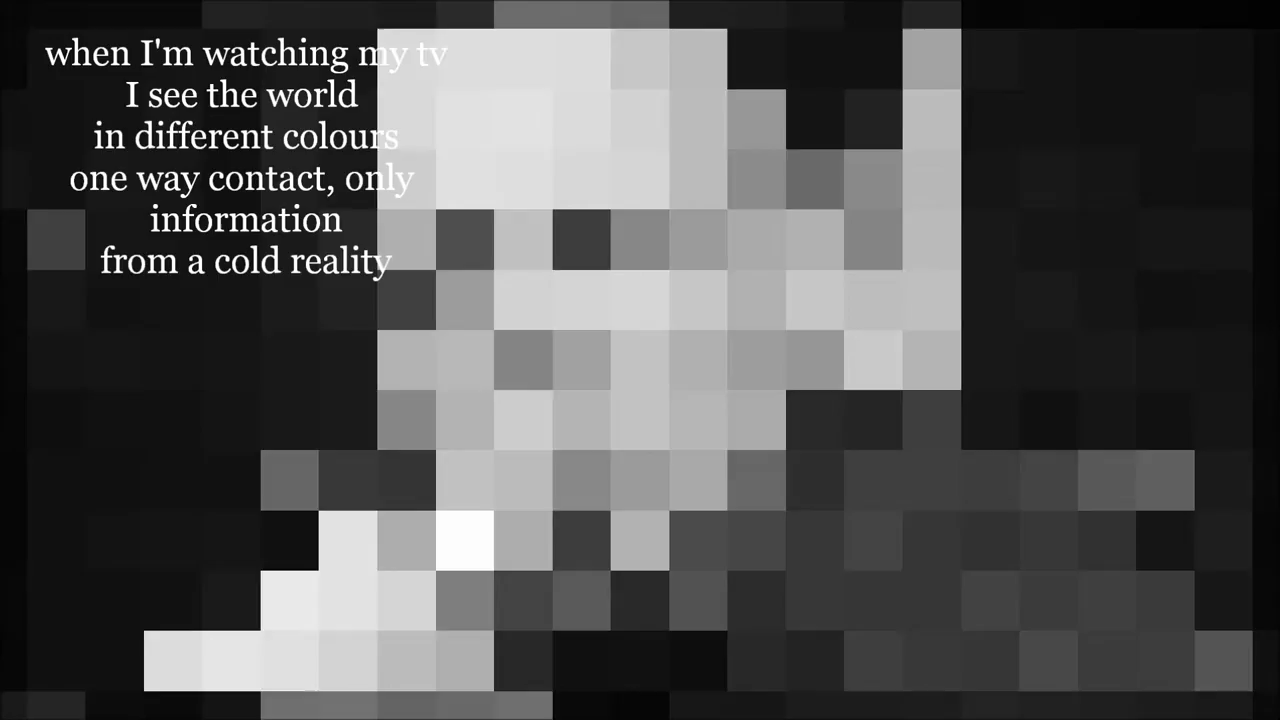 when I'm watching my tv
I see the world
in different colours
one way contact, only
information
from a cold reality